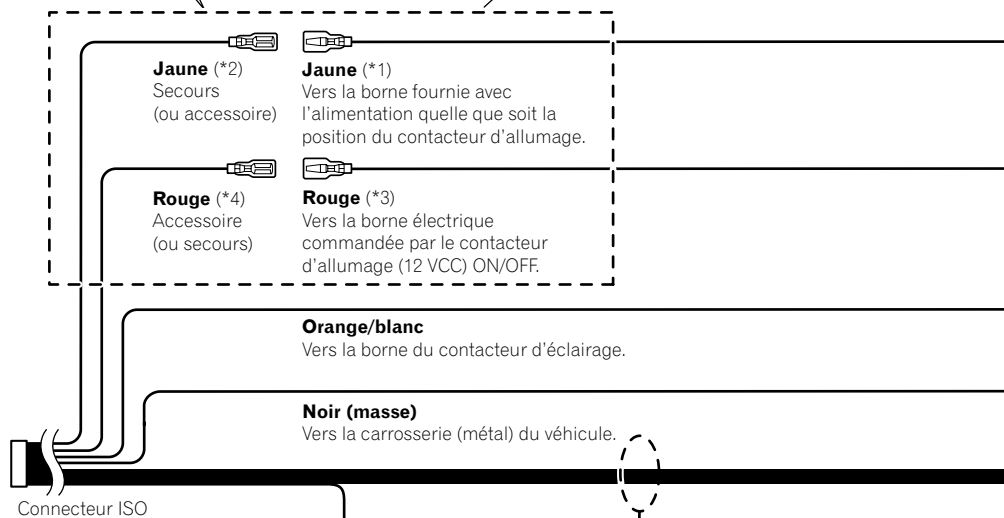 Jaune (*2)
Secours
(ou accessoire)
Jaune (*1)
Vers la borne fournie avec
l'alimentation quelle que soit la
position du contacteur d'allumage.
Rouge (*4)
Accessoire
(ou secours)
Rouge (*3)
Vers la borne électrique
commandée par le contacteur
d'allumage (12 VCC) ON/OFF.
Orange/blanc
Vers la borne du contacteur d'éclairage.
Noir (masse)
Vers la carrosserie (métal) du véhicule.
Connecteur ISO